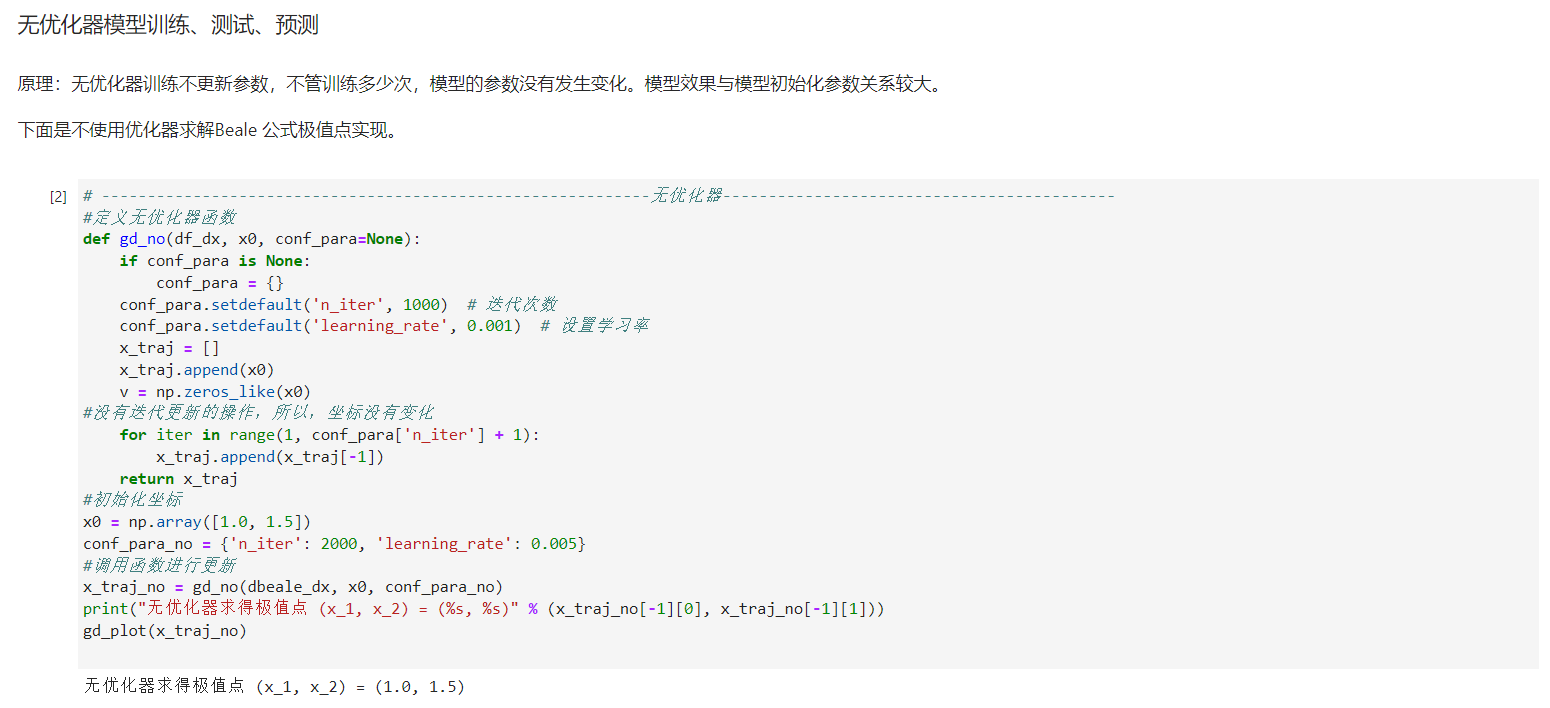 无优化器模型训练、测试、预测
原理：无优化器训练不更新参数，不管训练多少次，模型的参数没有发生变化。模型效果与模型初始化参数关系较大。
下面是不使用优化器求解Beale 公式极值点实现。
[2] # ------------------------------------------------------------无优化器-------------------------------------------
#定义无优化器函数
def gd_no(df_dx, x0, conf_para=None):
    if conf_para is None:
        conf_para = {}
    conf_para.setdefault('n_iter', 1000)  # 迭代次数
    conf_para.setdefault('learning_rate', 0.001)  # 设置学习率
    x_traj = []
    x_traj.append(x0)
    v = np.zeros_like(x0)
#没有迭代更新的操作，所以，坐标没有变化
    for iter in range(1, conf_para['n_iter'] + 1):
        x_traj.append(x_traj[-1])
    return x_traj
#初始化坐标
x0 = np.array([1.0, 1.5])
conf_para_no = {'n_iter': 2000, 'learning_rate': 0.005}
#调用函数进行更新
x_traj_no = gd_no(dbeale_dx, x0, conf_para_no)
print("无优化器求得极值点 (x_1, x_2) = (%s, %s)" % (x_traj_no[-1][0], x_traj_no[-1][1]))
gd_plot(x_traj_no)
无优化器求得极值点 (x_1, x_2) = (1.0, 1.5)